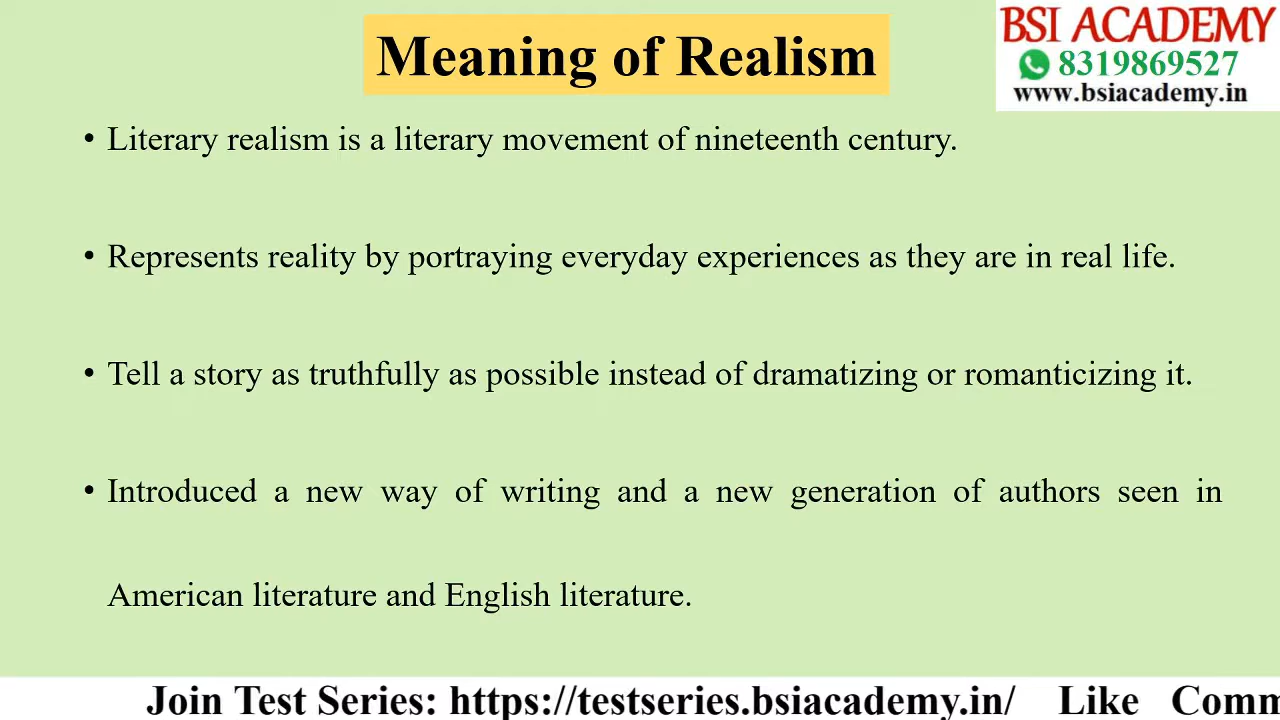 Meaning of Realism
BSI ACADEMY
8319869527
www.bsiacademy.in
• Literary realism is a literary movement of nineteenth century.
• Represents reality by portraying everyday experiences as they are in real life.
• Tell a story as truthfully as possible instead of dramatizing or romanticizing it.
• Introduced a new way of writing and a new generation of authors seen in
American literature and English literature.
Join Test Series: https://testseries.bsiacademy.in/ Like Comm